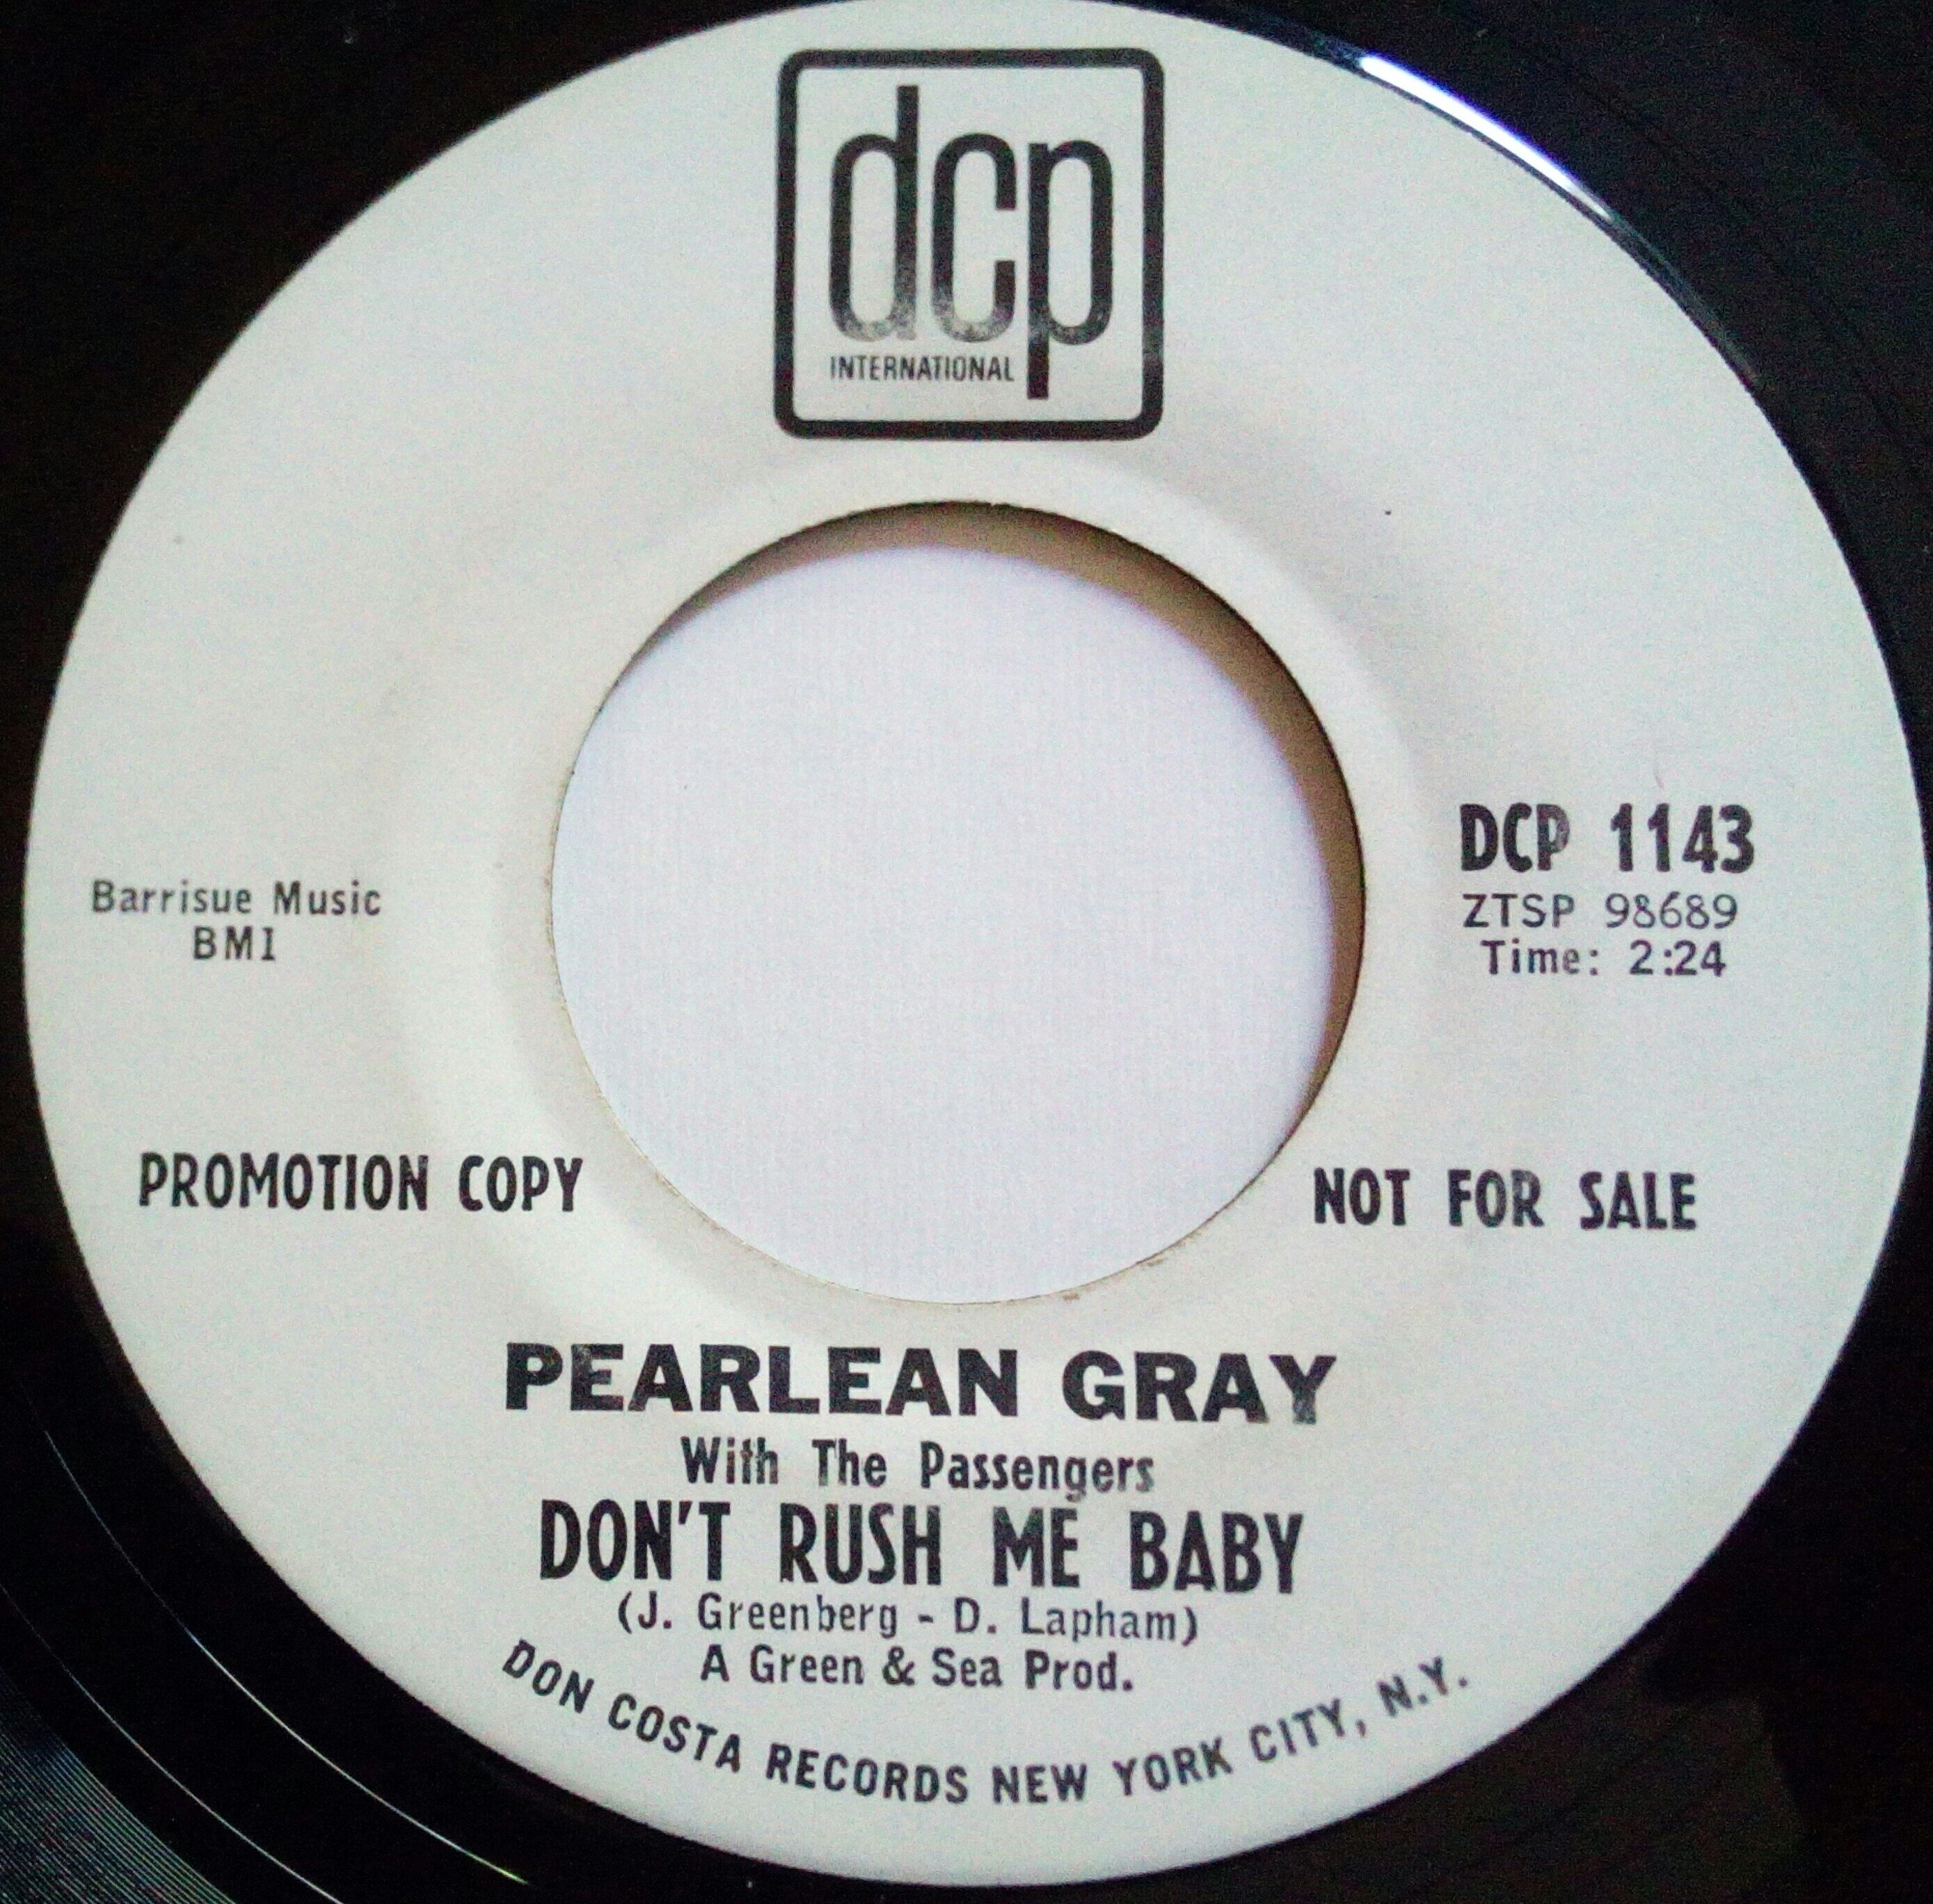 dcp
INTERNATIONAL
DCP 1143
ZTSP 98689
Time: 2:24
Barrisue Music
BMI
PROMOTION COPY
NOT FOR SALE
PEARLEAN GRAY
With The Passengers
DON'T RUSH ME BABY
(J. Greenberg - D. Lapham)
A Green & Sea Prod.
DON COSTA RECORDS NEW YORK CITY, N.Y.